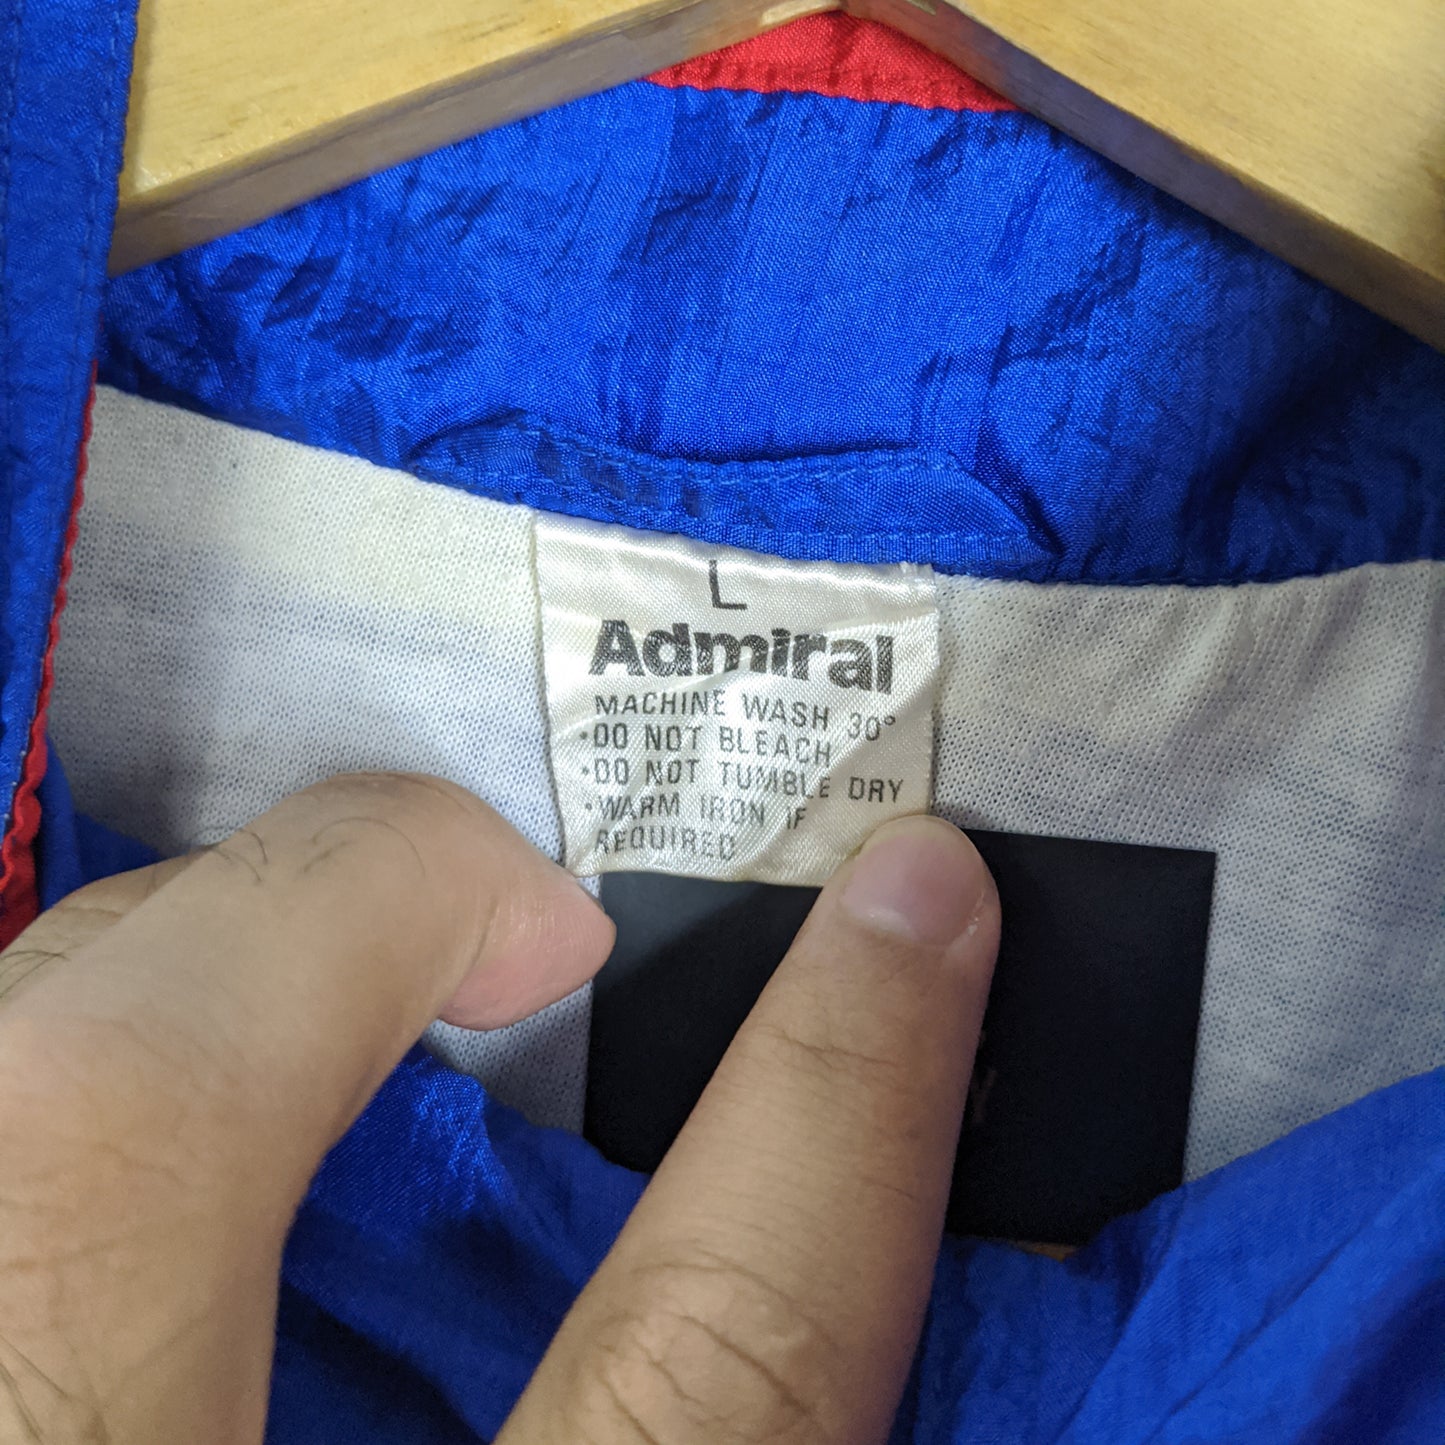 L
Admiral
MACHINE WASH 30°
•DO NOT BLEACH
•DO NOT TUMBLE DRY
•WARM IRON IF
REQUIRED